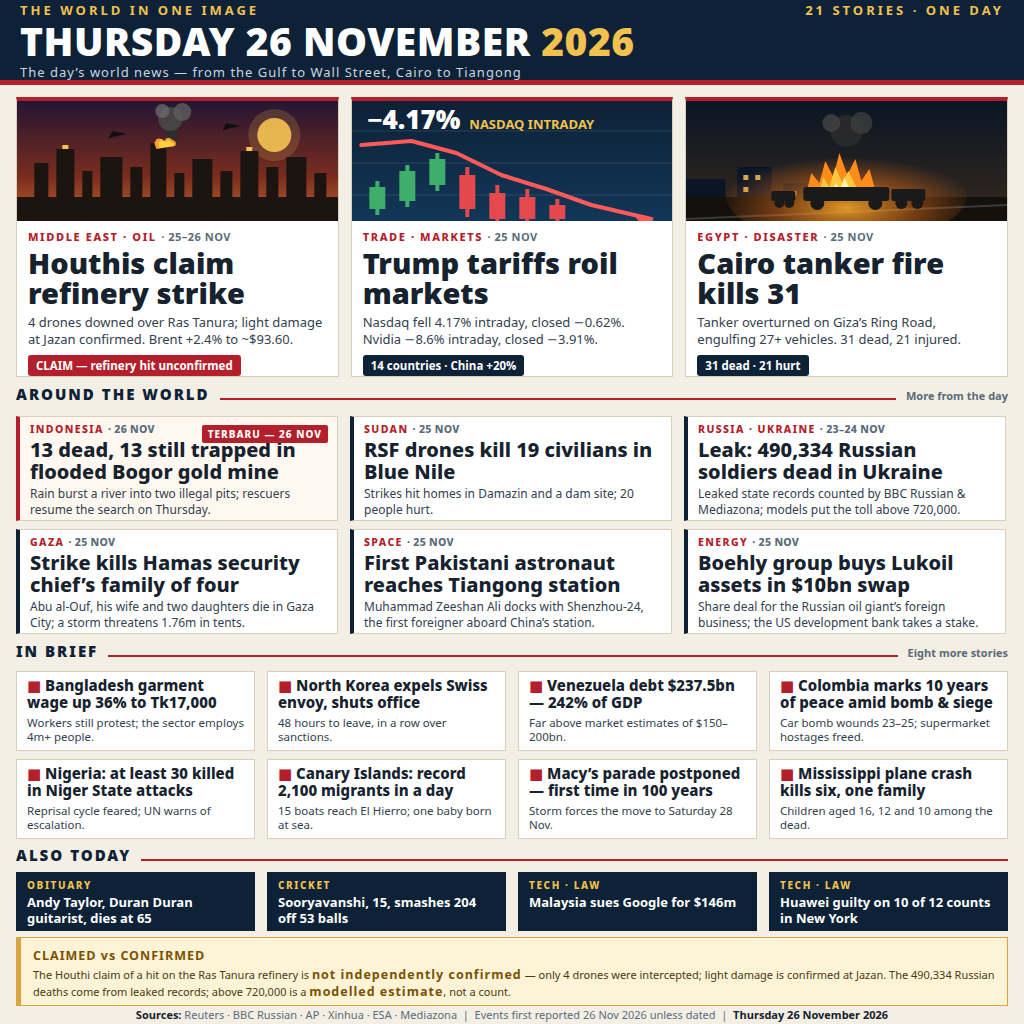 THE WORLD IN ONE IMAGE
21 STORIES · ONE DAY
THURSDAY 26 NOVEMBER 2026
The day's world news — from the Gulf to Wall Street, Cairo to Tiangong
MIDDLE EAST · OIL · 25–26 NOV
Houthis claim
refinery strike
4 drones downed over Ras Tanura; light damage
at Jazan confirmed. Brent +2.4% to ~$93.60.
CLAIM — refinery hit unconfirmed
−4.17% NASDAQ INTRADAY
TRADE · MARKETS · 25 NOV
Trump tariffs roil
markets
Nasdaq fell 4.17% intraday, closed −0.62%.
Nvidia −8.6% intraday, closed −3.91%.
14 countries · China +20%
EGYPT · DISASTER · 25 NOV
Cairo tanker fire
kills 31
Tanker overturned on Giza’s Ring Road,
engulfing 27+ vehicles. 31 dead, 21 injured.
31 dead · 21 hurt
AROUND THE WORLD
More from the day
INDONESIA · 26 NOV
TERBARU — 26 NOV
13 dead, 13 still trapped in
flooded Bogor gold mine
Rain burst a river into two illegal pits; rescuers
resume the search on Thursday.
SUDAN · 25 NOV
RSF drones kill 19 civilians in
Blue Nile
Strikes hit homes in Damazin and a dam site; 20
people hurt.
RUSSIA · UKRAINE · 23–24 NOV
Leak: 490,334 Russian
soldiers dead in Ukraine
Leaked state records counted by BBC Russian &
Mediazona; models put the toll above 720,000.
GAZA · 25 NOV
Strike kills Hamas security
chief’s family of four
Abu al-Ouf, his wife and two daughters die in Gaza
City; a storm threatens 1.76m in tents.
SPACE · 25 NOV
First Pakistani astronaut
reaches Tiangong station
Muhammad Zeeshan Ali docks with Shenzhou-24,
the first foreigner aboard China’s station.
ENERGY · 25 NOV
Boehly group buys Lukoil
assets in $10bn swap
Share deal for the Russian oil giant’s foreign
business; the US development bank takes a stake.
IN BRIEF
Eight more stories
■ Bangladesh garment
wage up 36% to Tk17,000
Workers still protest; the sector employs
4m+ people.
■ North Korea expels Swiss
envoy, shuts office
48 hours to leave, in a row over
sanctions.
■ Venezuela debt $237.5bn
— 242% of GDP
Far above market estimates of $150–
200bn.
■ Colombia marks 10 years
of peace amid bomb & siege
Car bomb wounds 23–25; supermarket
hostages freed.
■ Nigeria: at least 30 killed
in Niger State attacks
Reprisal cycle feared; UN warns of
escalation.
■ Canary Islands: record
2,100 migrants in a day
15 boats reach El Hierro; one baby born
at sea.
■ Macy’s parade postponed
— first time in 100 years
Storm forces the move to Saturday 28
Nov.
■ Mississippi plane crash
kills six, one family
Children aged 16, 12 and 10 among the
dead.
ALSO TODAY
OBITUARY
Andy Taylor, Duran Duran
guitarist, dies at 65
CRICKET
Sooryavanshi, 15, smashes 204
off 53 balls
TECH · LAW
Malaysia sues Google for $146m
TECH · LAW
Huawei guilty on 10 of 12 counts
in New York
CLAIMED vs CONFIRMED
The Houthi claim of a hit on the Ras Tanura refinery is not independently confirmed — only 4 drones were intercepted; light damage is confirmed at Jazan. The 490,334 Russian
deaths come from leaked records; above 720,000 is a modelled estimate, not a count.
Sources: Reuters · BBC Russian · AP · Xinhua · ESA · Mediazona | Events first reported 26 Nov 2026 unless dated | Thursday 26 November 2026